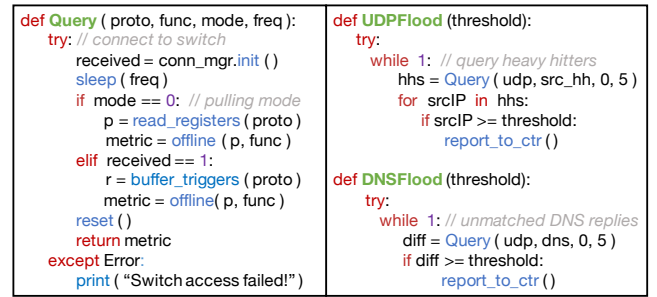 def Query ( proto, func, mode, freq ):
try: // connect to switch
received = conn_mgr.init ( )
sleep ( freq )
if mode == 0: // pulling mode
p = read_registers ( proto )
metric = offline ( p, func )
elif received == 1:
r = buffer_triggers ( proto )
metric = offline( p, func )
reset ( )
return metric
except Error:
print ( “Switch access failed!” )
def UDPFlood (threshold):
try:
while 1: // query heavy hitters
hhs = Query ( udp, src_hh, 0, 5 )
for srcIP in hhs:
if srcIP >= threshold:
report_to_ctr ( )
def DNSFlood (threshold):
try:
while 1: // unmatched DNS replies
diff = Query ( udp, dns, 0, 5 )
if diff >= threshold:
report_to_ctr ( )